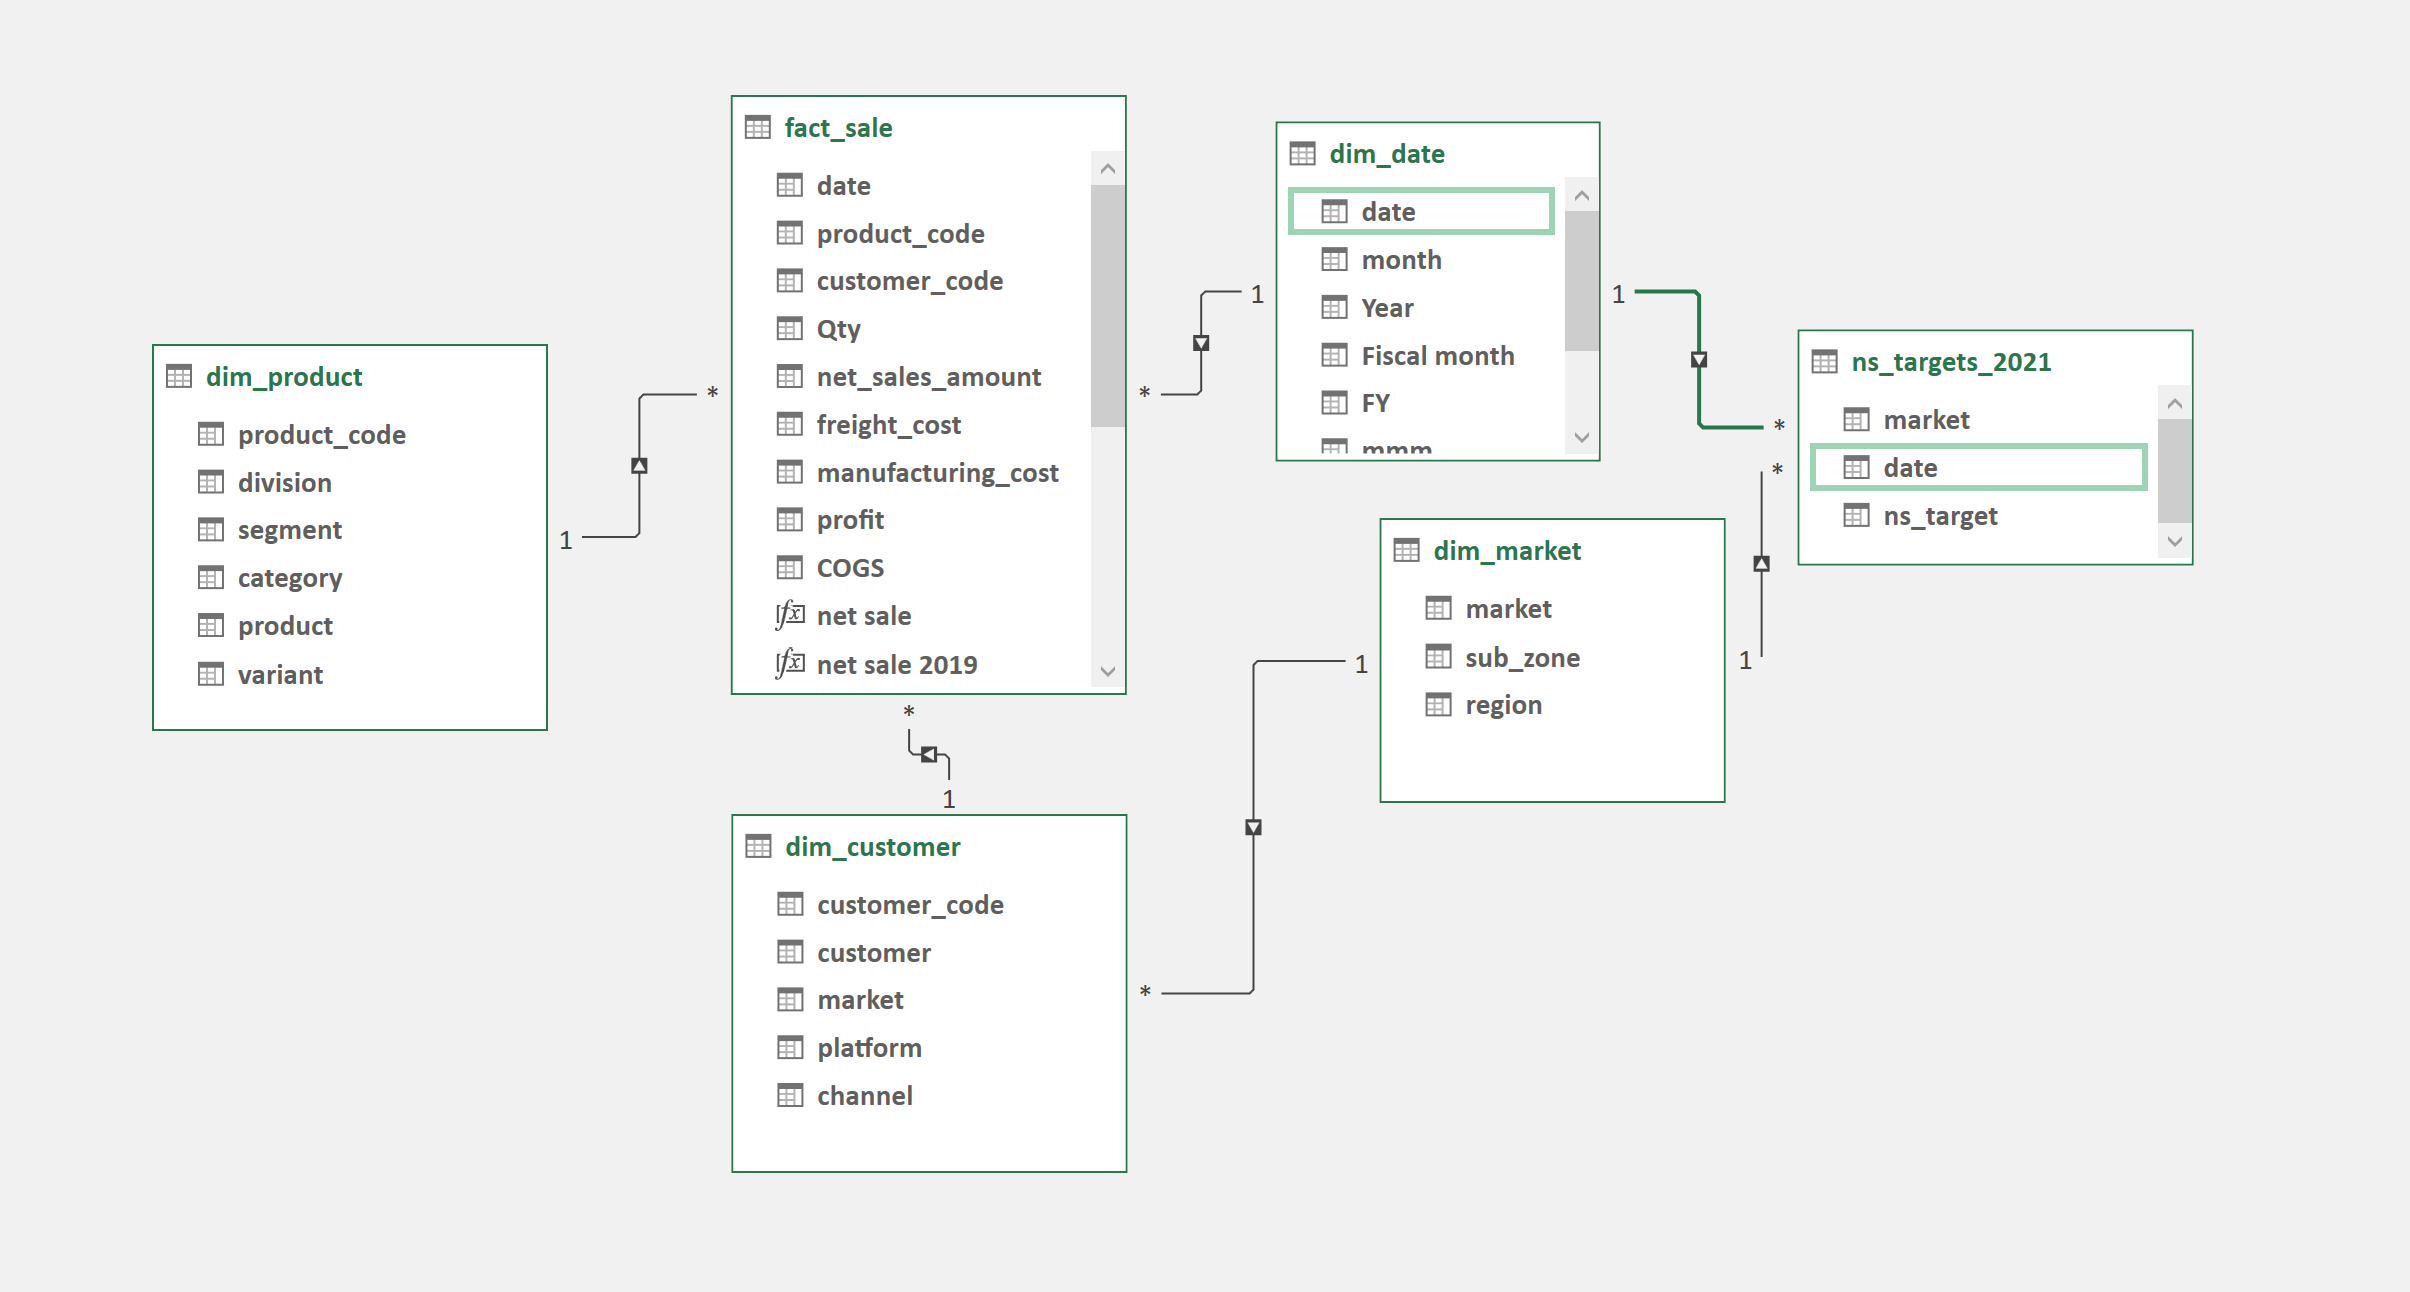 fact_sale
date
product_code
customer_code
Qty
net_sales_amount
freight_cost
manufacturing_cost
profit
COGS
net sale
net sale 2019
dim_date
date
month
Year
Fiscal month
FY
mmm
1
*
1
*
ns_targets_2021
market
date
ns_target
dim_product
product_code
division
segment
category
product
variant
1
*
dim_market
market
sub_zone
region
1
*
1
*
*
1
dim_customer
customer_code
customer
market
platform
channel